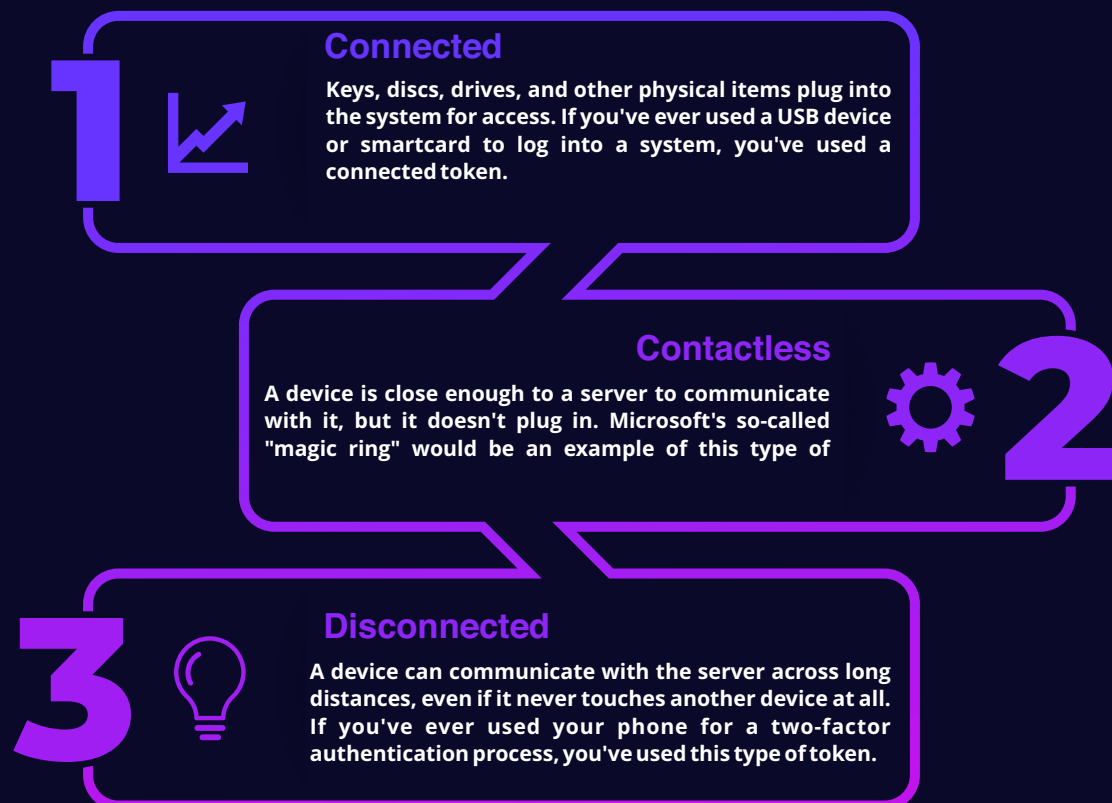 1
Connected
Keys, discs, drives, and other physical items plug into
the system for access. If you've ever used a USB device
or smartcard to log into a system, you've used a
connected token.
Contactless
2
A device is close enough to a server to communicate
with it, but it doesn't plug in. Microsoft's so-called
"magic ring" would be an example of this type of
3
Disconnected
A device can communicate with the server across long
distances, even if it never touches another device at all.
If you've ever used your phone for a two-factor
authentication process, you've used this type of token.